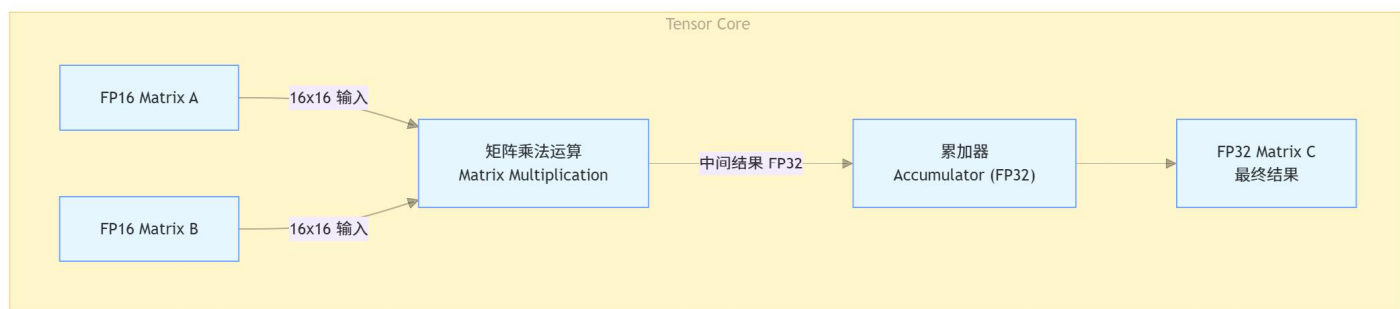 Tensor Core
FP16 Matrix A
16x16 输入
FP16 Matrix B
16x16 输入
矩阵乘法运算
Matrix Multiplication
中间结果 FP32
累加器
Accumulator (FP32)
FP32 Matrix C
最终结果